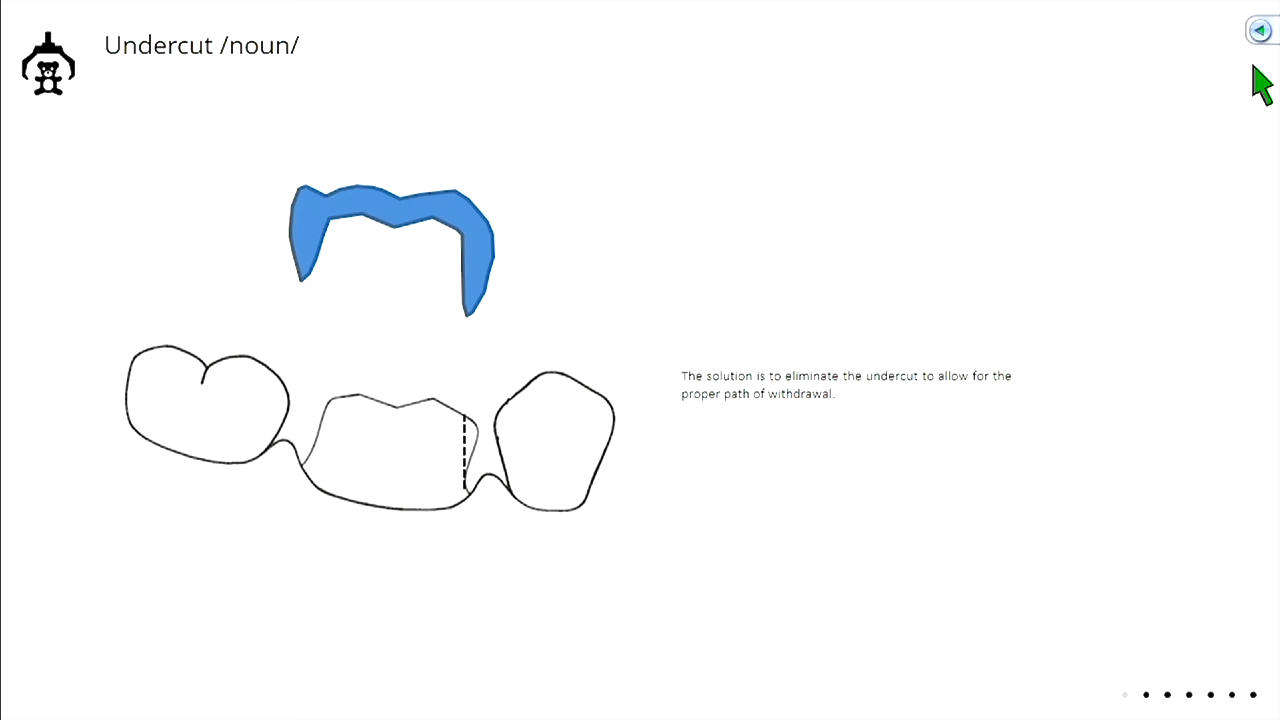 Undercut /noun/
The solution is to eliminate the undercut to allow for the
proper path of withdrawal.